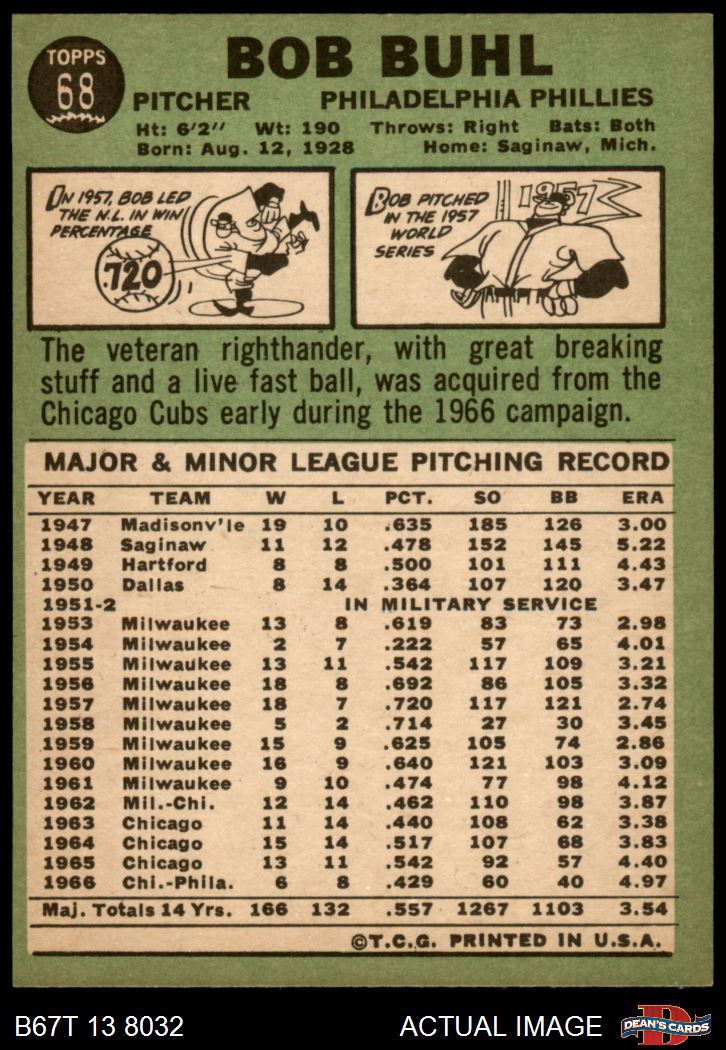 TOPPS
68
BOB BUHL
PITCHER PHILADELPHIA PHILLIES
Ht: 6'2" Wt: 190 Throws: Right Bats: Both
Born: Aug. 12, 1928 Home: Saginaw, Mich.
IN 1957, BOB LED
THE N.L. IN WIN
PERCENTAGE
.720
BOB PITCHED
IN THE 1957
WORLD
SERIES
1957
The veteran righthander, with great breaking
stuff and a live fast ball, was acquired from the
Chicago Cubs early during the 1966 campaign.
MAJOR & MINOR LEAGUE PITCHING RECORD
YEAR TEAM W L PCT. SO BB ERA
1947 Madisonv'le 19 10 .635 185 126 3.00
1948 Saginaw 11 12 .478 152 145 5.22
1949 Hartford 8 8 .500 101 111 4.43
1950 Dallas 8 14 .364 107 120 3.47
1951-2 IN MILITARY SERVICE
1953 Milwaukee 13 8 .619 83 73 2.98
1954 Milwaukee 2 7 .222 57 65 4.01
1955 Milwaukee 13 11 .542 117 109 3.21
1956 Milwaukee 18 8 .692 86 105 3.32
1957 Milwaukee 18 7 .720 117 121 2.74
1958 Milwaukee 5 2 .714 27 30 3.45
1959 Milwaukee 15 9 .625 105 74 2.86
1960 Milwaukee 16 9 .640 121 103 3.09
1961 Milwaukee 9 10 .474 77 98 4.12
1962 Mil.-Chi. 12 14 .462 110 98 3.87
1963 Chicago 11 14 .440 108 62 3.38
1964 Chicago 15 14 .517 107 68 3.83
1965 Chicago 13 11 .542 92 57 4.40
1966 Chi.-Phila. 6 8 .429 60 40 4.97
Maj. Totals 14 Yrs. 166 132 .557 1267 1103 3.54
©T.C.G. PRINTED IN U.S.A.
B67T 13 8032 ACTUAL IMAGE
D
DEAN'S CARDS